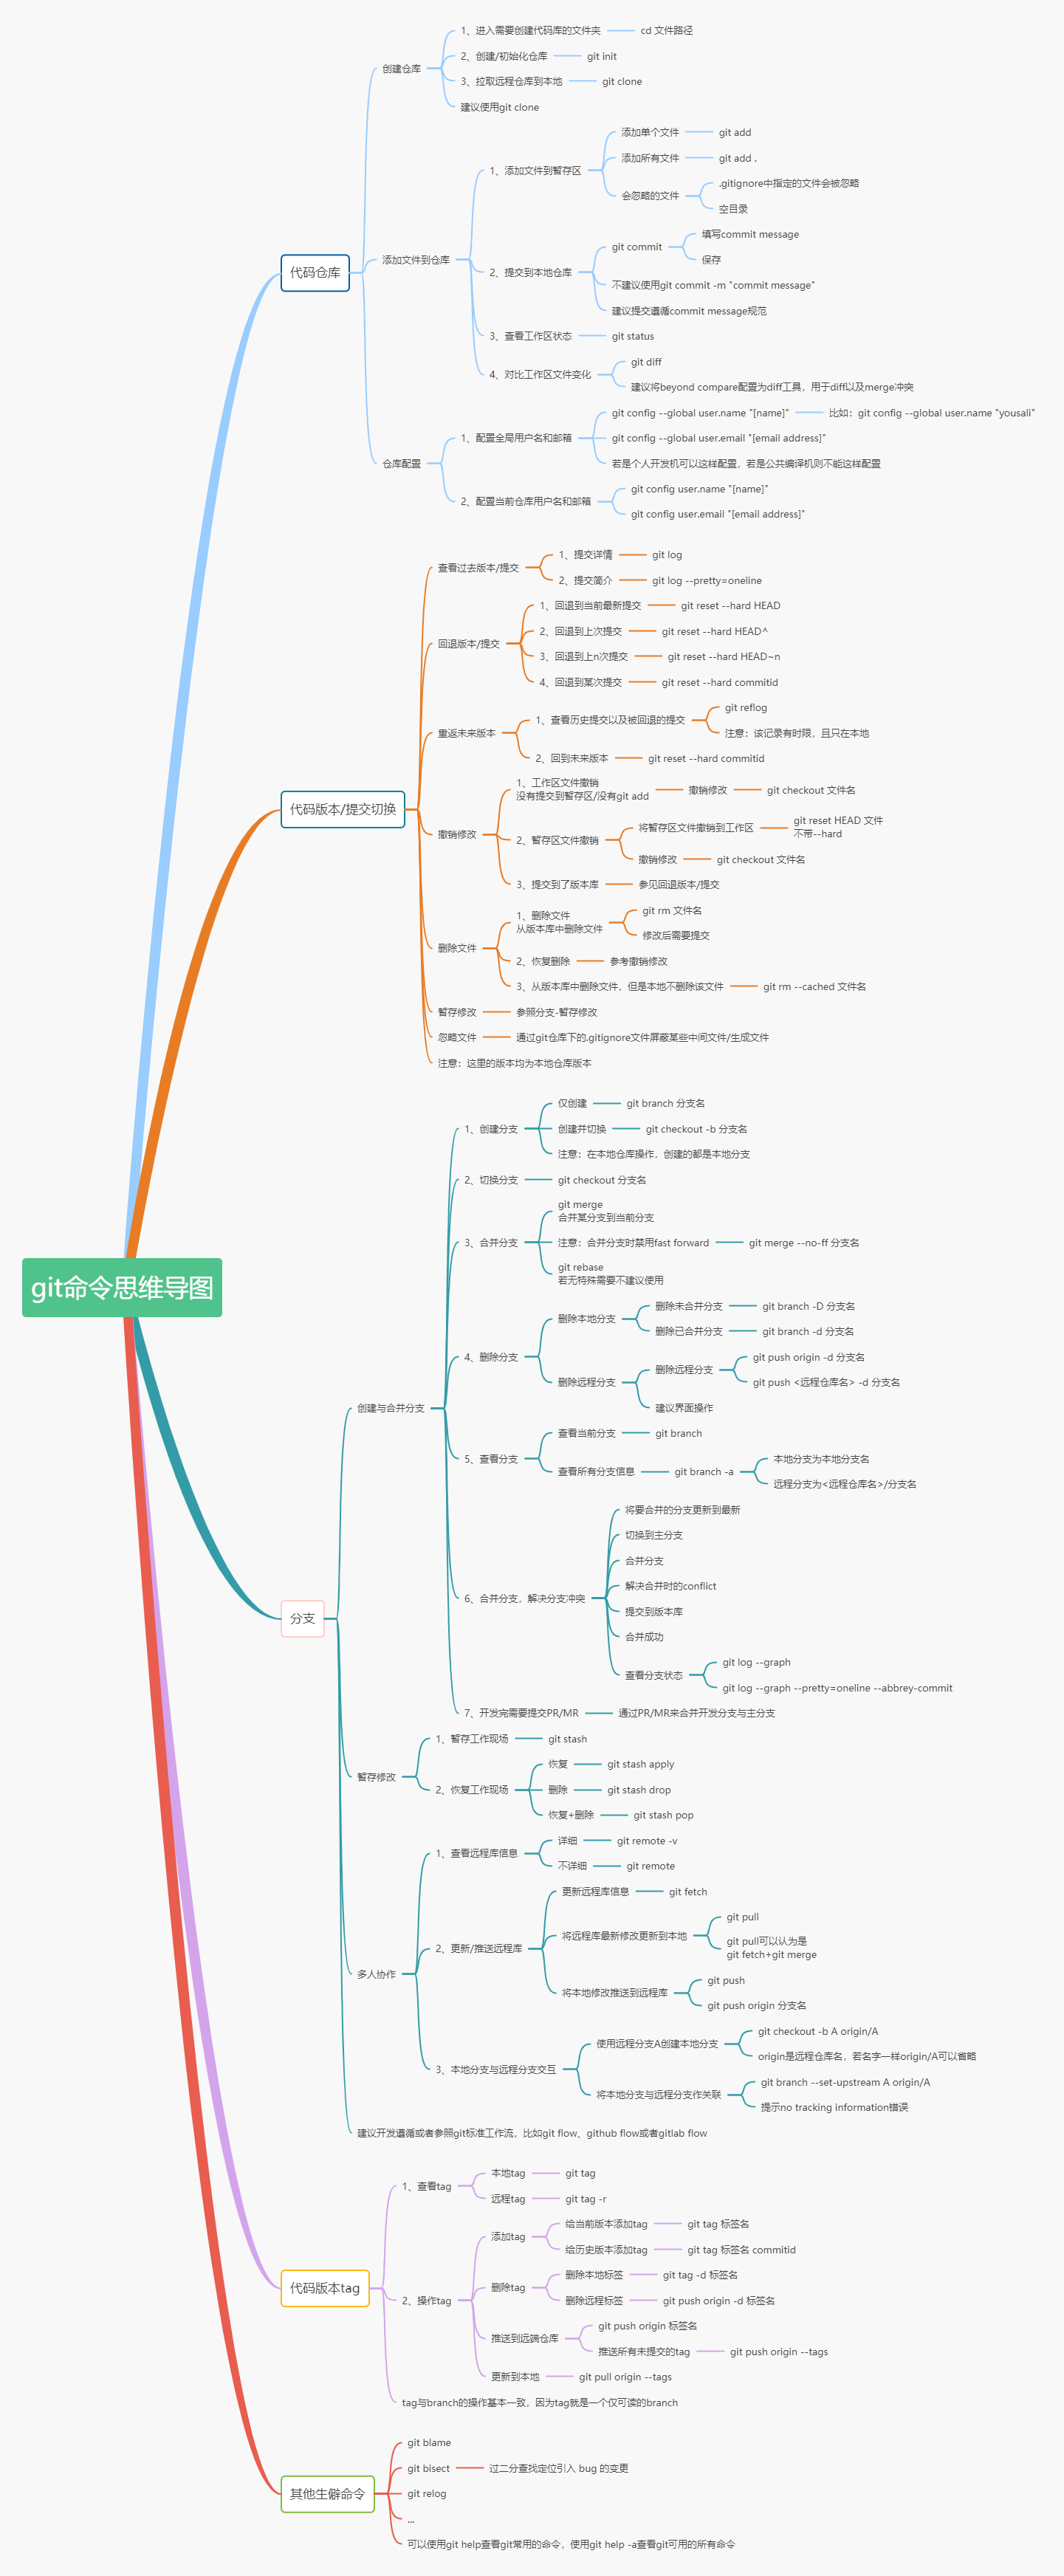 git命令思维导图
代码仓库
创建仓库
1、进入需要创建代码库的文件夹
cd 文件路径
2、创建/初始化仓库
git init
3、拉取远程仓库到本地
git clone
建议使用git clone
添加文件到仓库
1、添加文件到暂存区
添加单个文件
git add
添加所有文件
git add .
会忽略的文件
.gitignore中指定的文件会被忽略
空目录
2、提交到本地仓库
git commit
填写commit message
保存
不建议使用git commit -m "commit message"
建议提交遵循commit message规范
3、查看工作区状态
git status
4、对比工作区文件变化
git diff
建议将beyond compare配置为diff工具，用于diff以及merge冲突
仓库配置
1、配置全局用户名和邮箱
git config --global user.name "[name]"
比如：git config --global user.name "yousali"
git config --global user.email "[email address]"
若是个人开发机可以这样配置，若是公共编译机则不能这样配置
2、配置当前仓库用户名和邮箱
git config user.name "[name]"
git config user.email "[email address]"
代码版本/提交切换
查看过去版本/提交
1、提交详情
git log
2、提交简介
git log --pretty=oneline
回退版本/提交
1、回退到当前最新提交
git reset --hard HEAD
2、回退到上次提交
git reset --hard HEAD^
3、回退到上n次提交
git reset --hard HEAD~n
4、回退到某次提交
git reset --hard commitid
重返未来版本
1、查看历史提交以及被回退的提交
git reflog
注意：该记录有时限，且只在本地
2、回到未来版本
git reset --hard commitid
撤销修改
1、工作区文件撤销
没有提交到暂存区/没有git add
撤销修改
git checkout 文件名
2、暂存区文件撤销
将暂存区文件撤销到工作区
git reset HEAD 文件
不带--hard
撤销修改
git checkout 文件名
3、提交到了版本库
参见回退版本/提交
删除文件
1、删除文件
从版本库中删除文件
git rm 文件名
修改后需要提交
2、恢复删除
参考撤销修改
3、从版本库中删除文件，但是本地不删除该文件
git rm --cached 文件名
暂存修改
参照分支-暂存修改
忽略文件
通过git仓库下的.gitignore文件屏蔽某些中间文件/生成文件
注意：这里的版本均为本地仓库版本
分支
创建与合并分支
1、创建分支
仅创建
git branch 分支名
创建并切换
git checkout -b 分支名
注意：在本地仓库操作，创建的都是本地分支
2、切换分支
git checkout 分支名
3、合并分支
git merge
合并某分支到当前分支
注意：合并分支时禁用fast forward
git merge --no-ff 分支名
git rebase
若无特殊需要不建议使用
4、删除分支
删除本地分支
删除未合并分支
git branch -D 分支名
删除已合并分支
git branch -d 分支名
删除远程分支
删除远程分支
git push origin -d 分支名
git push <远程仓库名> -d 分支名
建议界面操作
5、查看分支
查看当前分支
git branch
查看所有分支信息
git branch -a
本地分支为本地分支名
远程分支为<远程仓库名>/分支名
6、合并分支，解决分支冲突
将要合并的分支更新到最新
切换到主分支
合并分支
解决合并时的conflict
提交到版本库
合并成功
查看分支状态
git log --graph
git log --graph --pretty=oneline --abbrey-commit
7、开发完需要提交PR/MR
通过PR/MR来合并开发分支与主分支
暂存修改
1、暂存工作现场
git stash
2、恢复工作现场
恢复
git stash apply
删除
git stash drop
恢复+删除
git stash pop
多人协作
1、查看远程库信息
详细
git remote -v
不详细
git remote
2、更新/推送远程库
更新远程库信息
git fetch
将远程库最新修改更新到本地
git pull
git pull可以认为是
git fetch+git merge
将本地修改推送到远程库
git push
git push origin 分支名
3、本地分支与远程分支交互
使用远程分支A创建本地分支
git checkout -b A origin/A
origin是远程仓库名，若名字一样origin/A可以省略
将本地分支与远程分支作关联
git branch --set-upstream A origin/A
提示no tracking information错误
建议开发遵循或者参照git标准工作流，比如git flow、github flow或者gitlab flow
代码版本tag
1、查看tag
本地tag
git tag
远程tag
git tag -r
2、操作tag
添加tag
给当前版本添加tag
git tag 标签名
给历史版本添加tag
git tag 标签名 commitid
删除tag
删除本地标签
git tag -d 标签名
删除远程标签
git push origin -d 标签名
推送到远端仓库
git push origin 标签名
推送所有未提交的tag
git push origin --tags
更新到本地
git pull origin --tags
tag与branch的操作基本一致，因为tag就是一个仅可读的branch
其他生僻命令
git blame
git bisect
过二分查找定位引入 bug 的变更
git relog
...
可以使用git help查看git常用的命令，使用git help -a查看git可用的所有命令